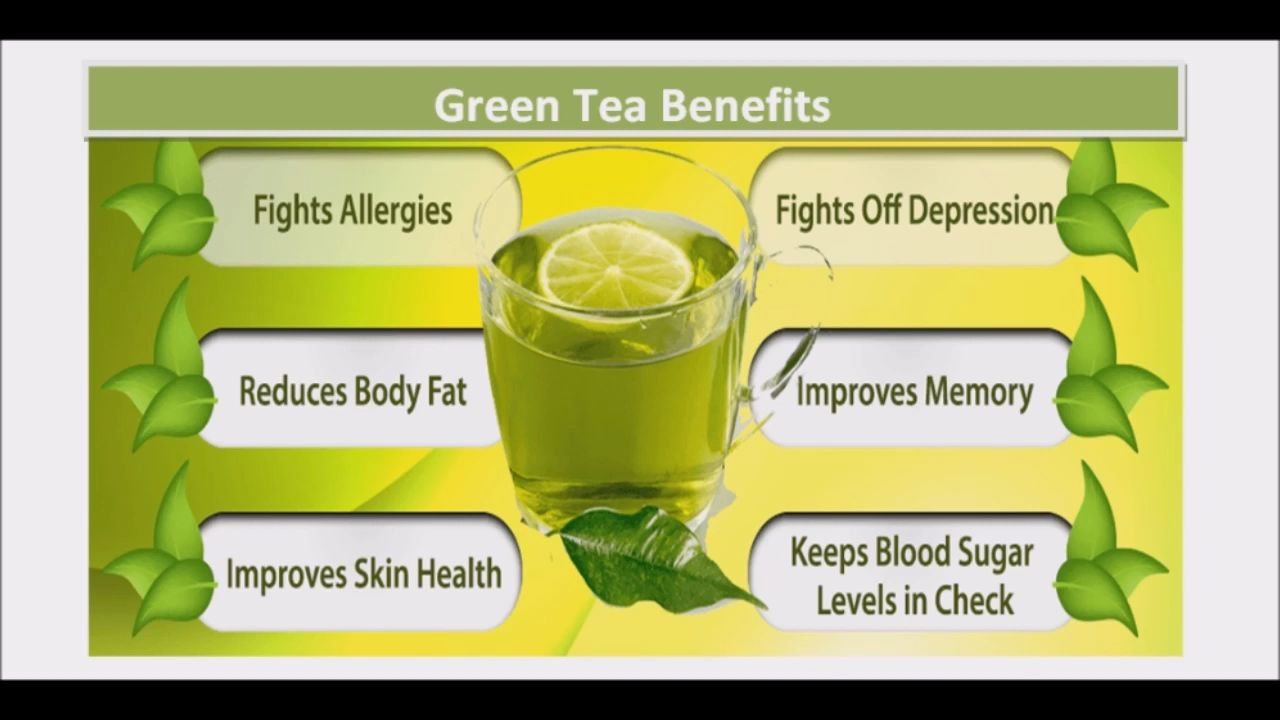 Green Tea Benefits
Fights Allergies
Fights Off Depression
Reduces Body Fat
Improves Memory
Improves Skin Health
Keeps Blood Sugar
Levels in Check